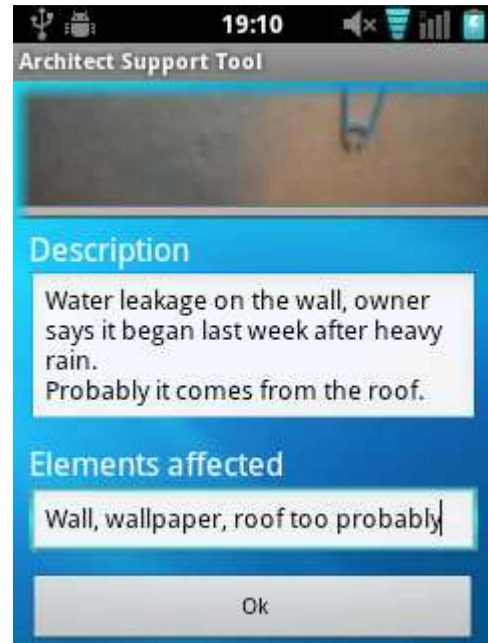 19:10
Architect Support Tool
Description
Water leakage on the wall, owner
says it began last week after heavy
rain.
Probably it comes from the roof.
Elements affected
Wall, wallpaper, roof too probably
Ok